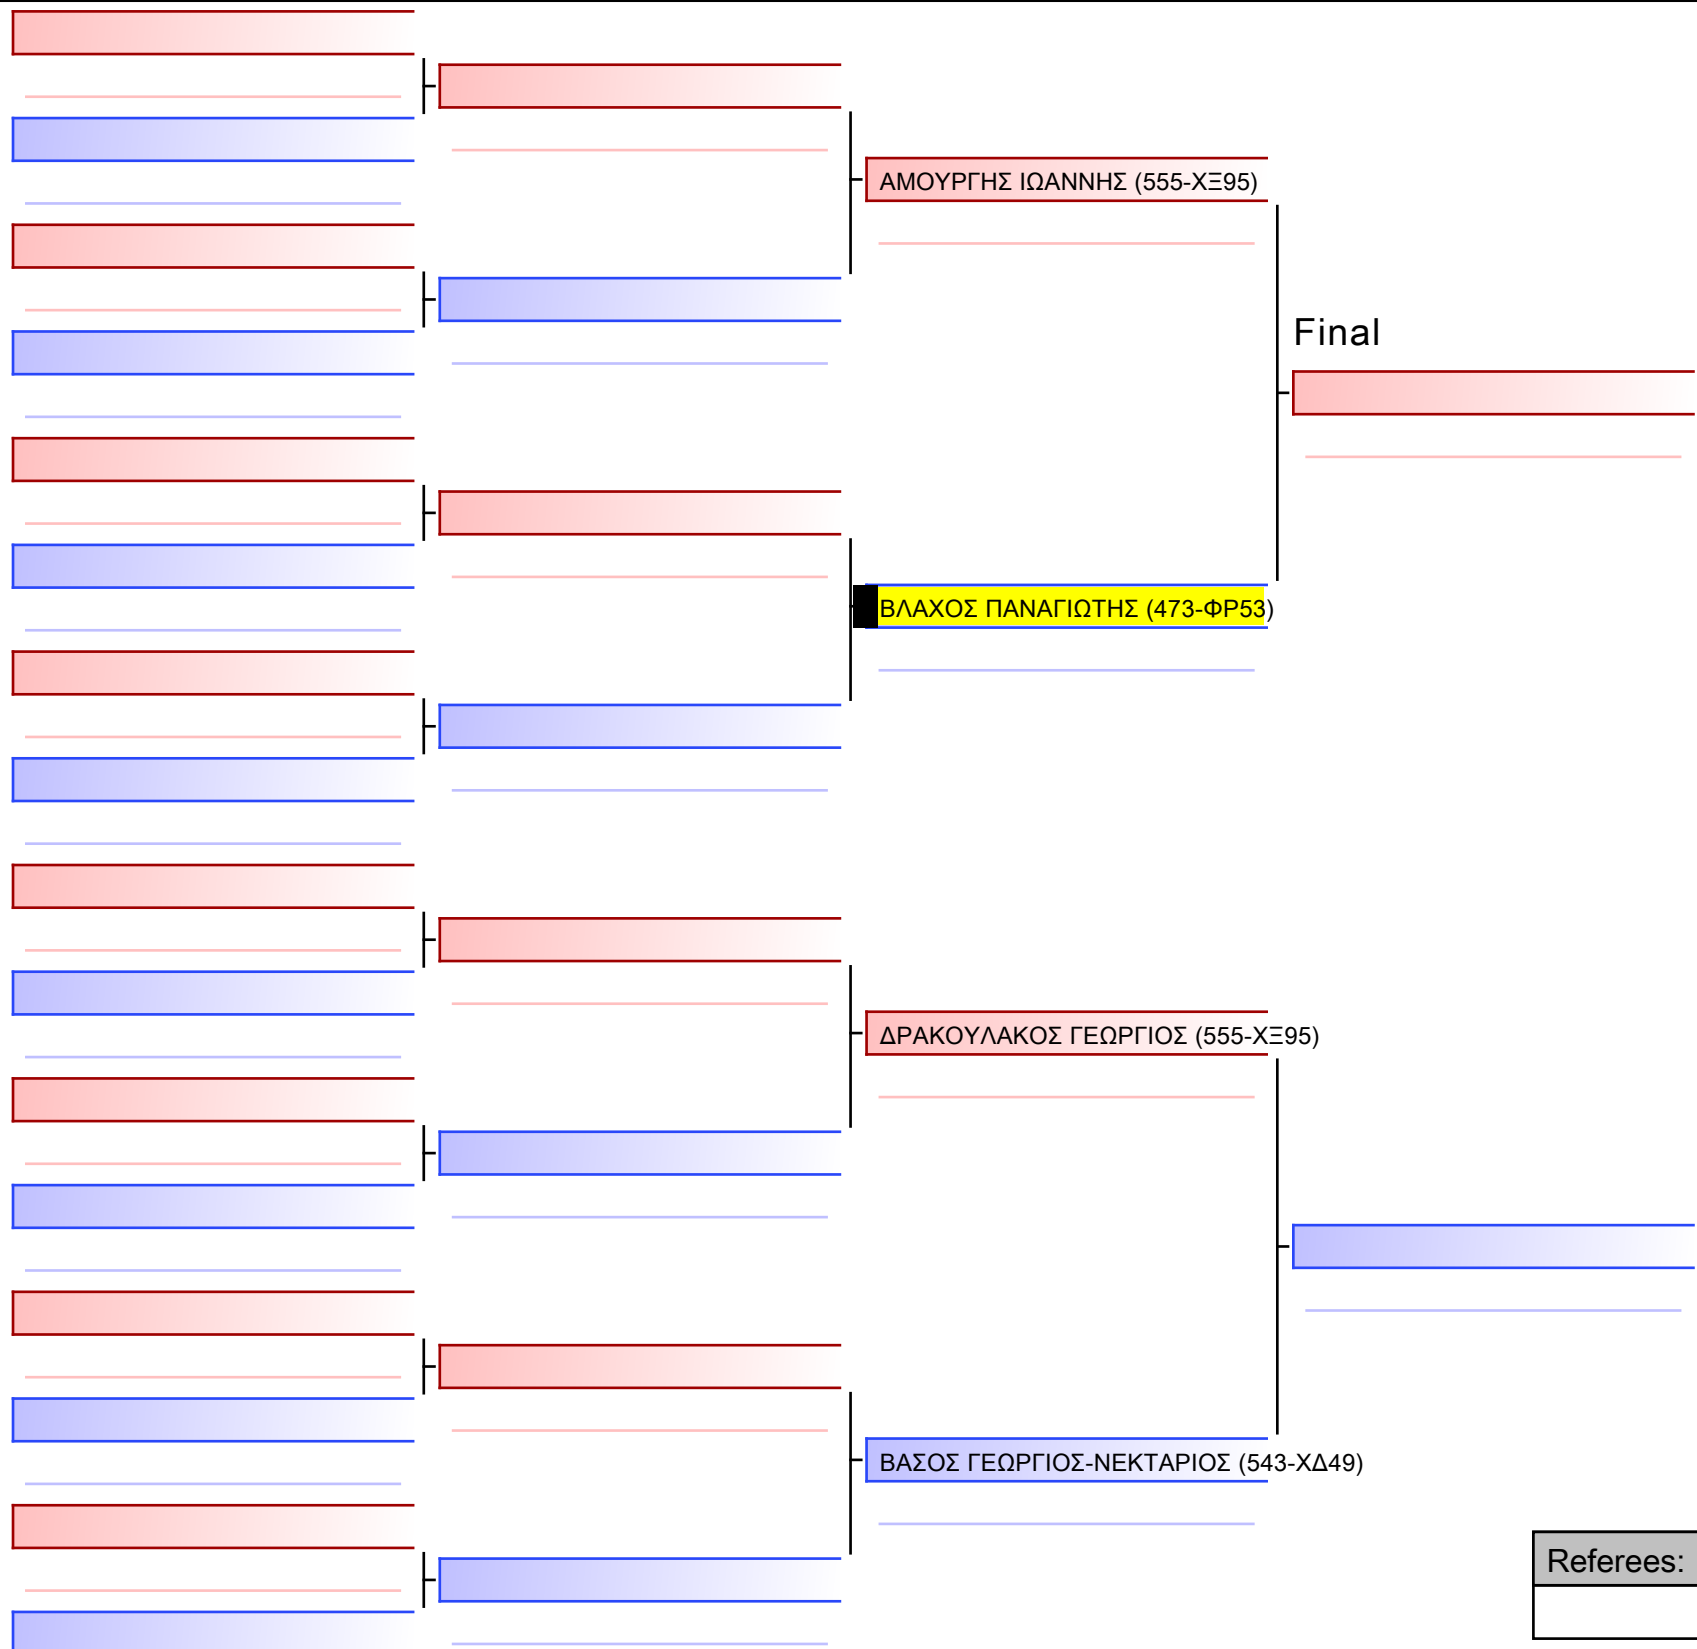 ΑΜΟΥΡΓΗΣ ΙΩΑΝΝΗΣ (555-ΧΞ95)
Final
ΒΛΑΧΟΣ ΠΑΝΑΓΙΩΤΗΣ (473-ΦΡ53)
ΔΡΑΚΟΥΛΑΚΟΣ ΓΕΩΡΓΙΟΣ (555-ΧΞ95)
ΒΑΣΟΣ ΓΕΩΡΓΙΟΣ-ΝΕΚΤΑΡΙΟΣ (543-ΧΔ49)
Referees: